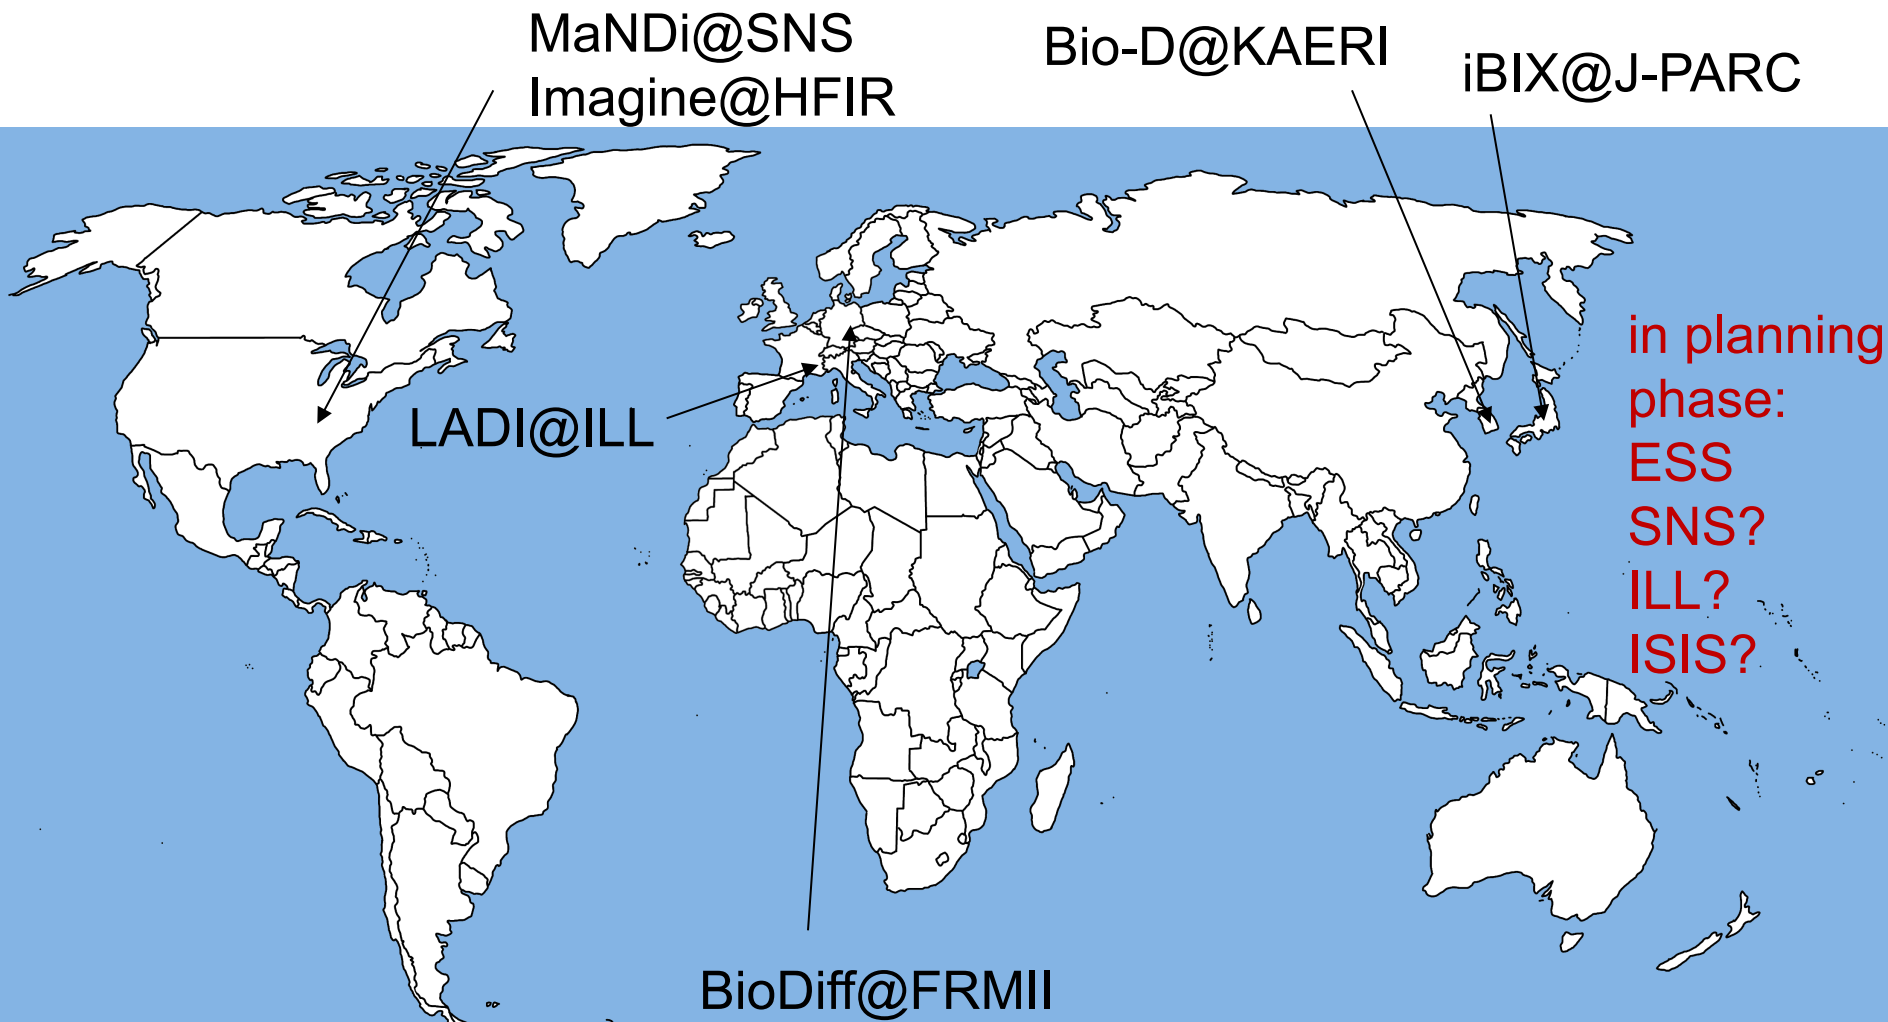 MaNDi@SNS
Imagine@HFIR
Bio-D@KAERI
iBIX@J-PARC
in planning
phase:
ESS
SNS?
ILL?
ISIS?
LADI@ILL
BioDiff@FRMII